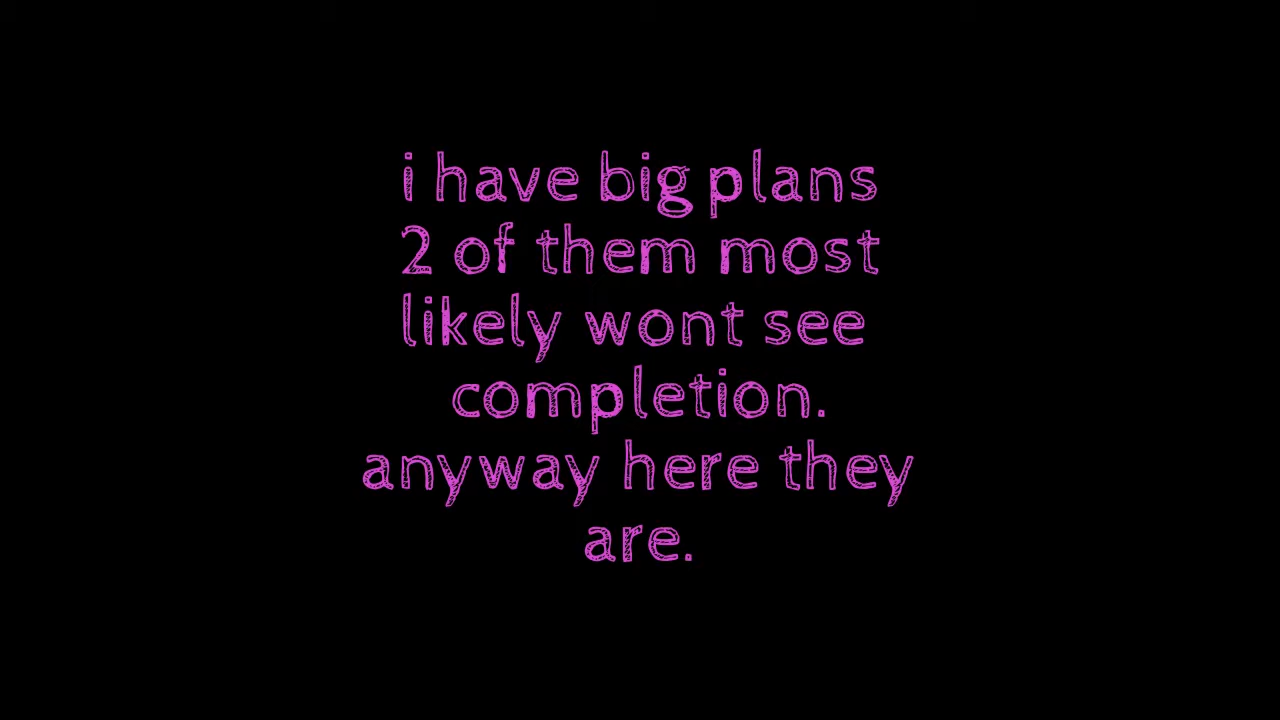 i have big plans
2 of them most
likely wont see
completion.
anyway here they
are.